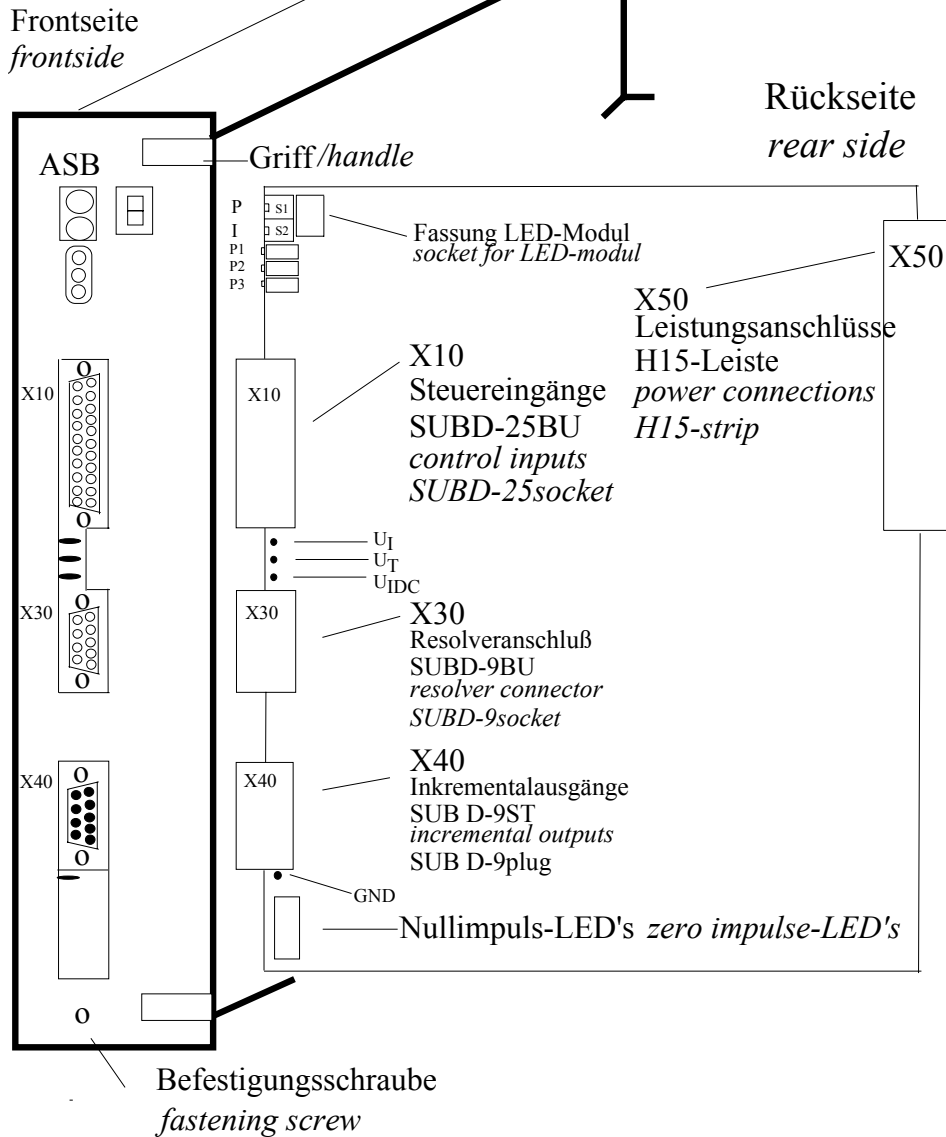 Frontseite
frontside
Rückseite
rear side
ASB
Griff /handle
P
S1
I
S2
P1
P2
P3
Fassung LED-Modul
socket for LED-modul
X50
X50
Leistungsanschlüsse
H15-Leiste
power connections
H15-strip
X10
X10
X10
Steuereingänge
SUBD-25BU
control inputs
SUBD-25socket
UI
UT
UIDC
X30
X30
X30
Resolveranschluß
SUBD-9BU
resolver connector
SUBD-9socket
X40
X40
X40
Inkrementalausgänge
SUB D-9ST
incremental outputs
SUB D-9plug
GND
Nullimpuls-LED's zero impulse-LED's
Befestigungsschraube
fastening screw